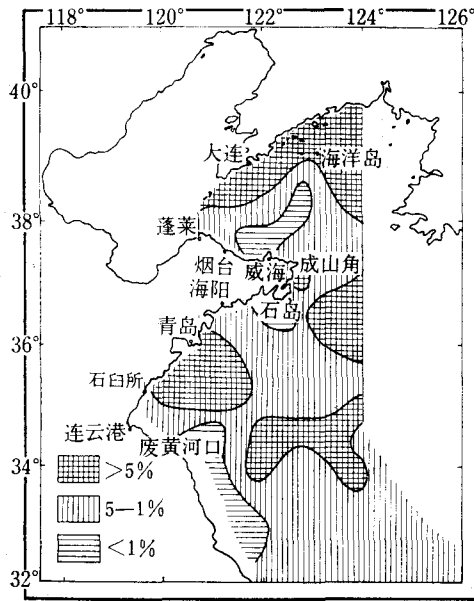 118° 120° 122° 124° 126°
40°
大连
海洋岛
38°
蓬莱
烟台
威海
成山角
海阳
石岛
青岛
36°
石臼所
连云港
废黄河口
34°
>5%
5—1%
<1%
32°